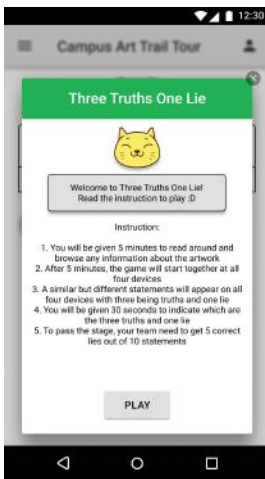 12:30
Campus Art Trail Tour
Three Truths One Lie
Welcome to Three Truths One Lie!
Read the instruction to play :D
Instruction:
1. You will be given 5 minutes to read around and
browse any information about the artwork
2. After 5 minutes, the game will start together at all
four devices
3. A similar but different statements will appear on all
four devices with three being truths and one lie
4. You will be given 30 seconds to indicate which are
the three truths and one lie
5. To pass the stage, your team need to get 5 correct
lies out of 10 statements
PLAY